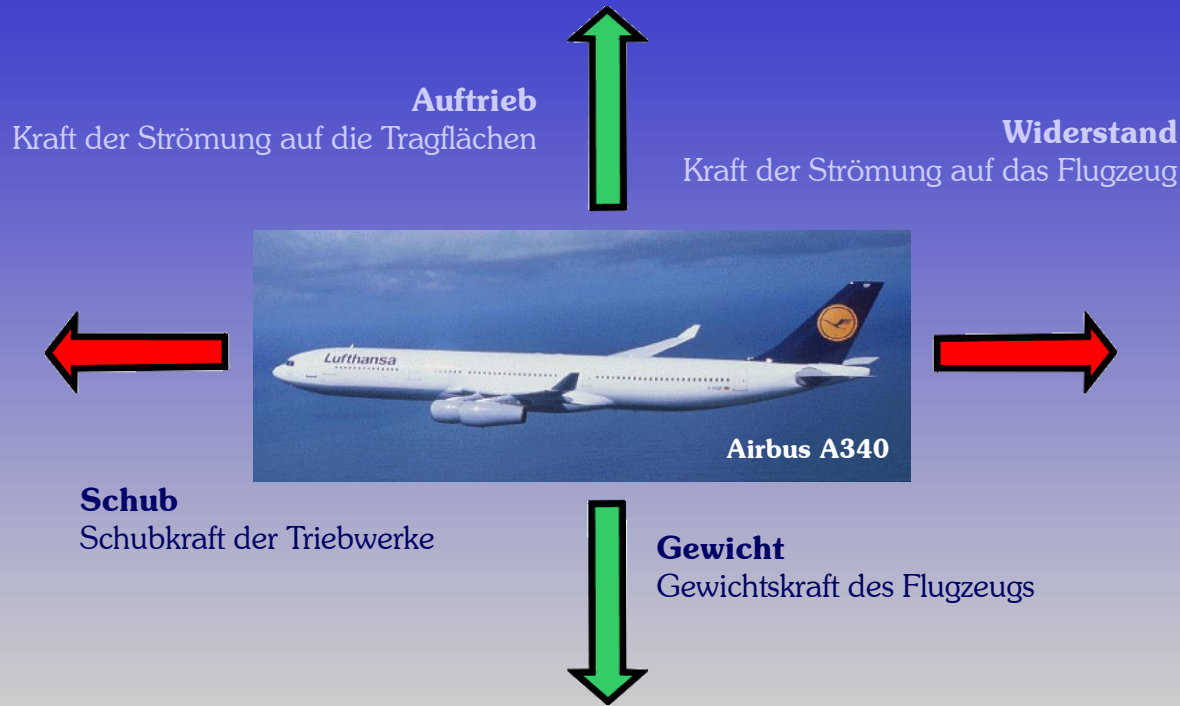 Auftrieb
Kraft der Strömung auf die Tragflächen
Widerstand
Kraft der Strömung auf das Flugzeug
Lufthansa
Airbus A340
Schub
Schubkraft der Triebwerke
Gewicht
Gewichtskraft des Flugzeugs